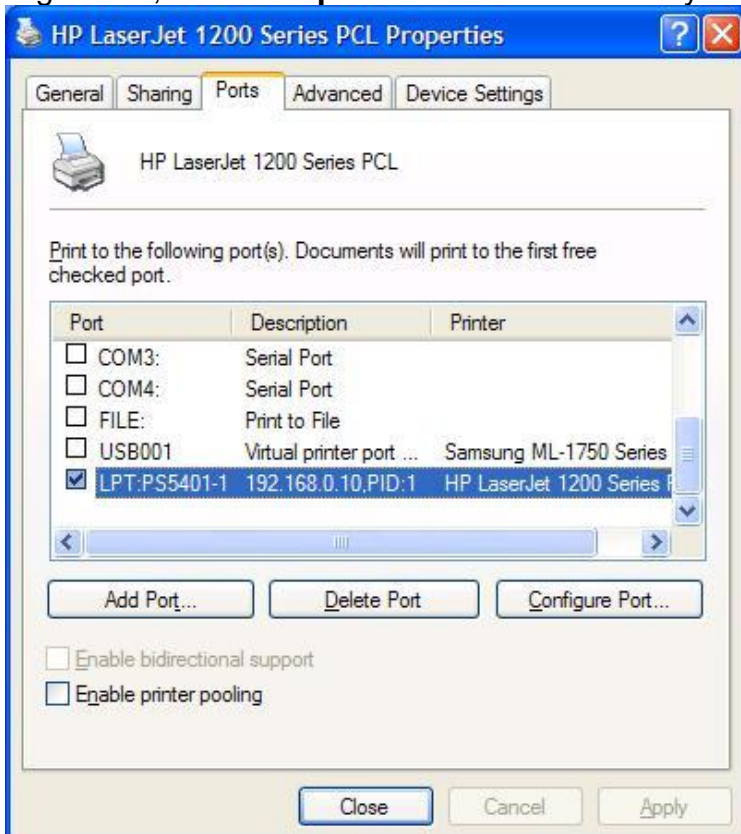 HP LaserJet 1200 Series PCL Properties
General Sharing Ports Advanced Device Settings
HP LaserJet 1200 Series PCL
Print to the following port(s). Documents will print to the first free
checked port.
Port Description Printer
COM3: Serial Port
COM4: Serial Port
FILE: Print to File
USB001 Virtual printer port ... Samsung ML-1750 Series
LPT:PS5401-1 192.168.0.10,PID:1 HP LaserJet 1200 Series
Add Port... Delete Port Configure Port...
Enable bidirectional support
Enable printer pooling
Close Cancel Apply